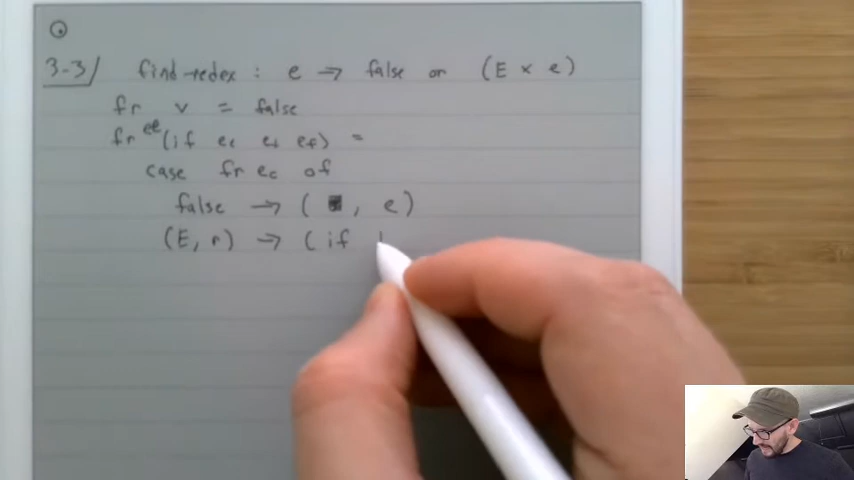 3-3/ find-redex : e → false or (E × e)
fr v = false
fr e@(if ec et ef) =
case fr ec of
false → ( ■ , e)
(E, r) → ( if